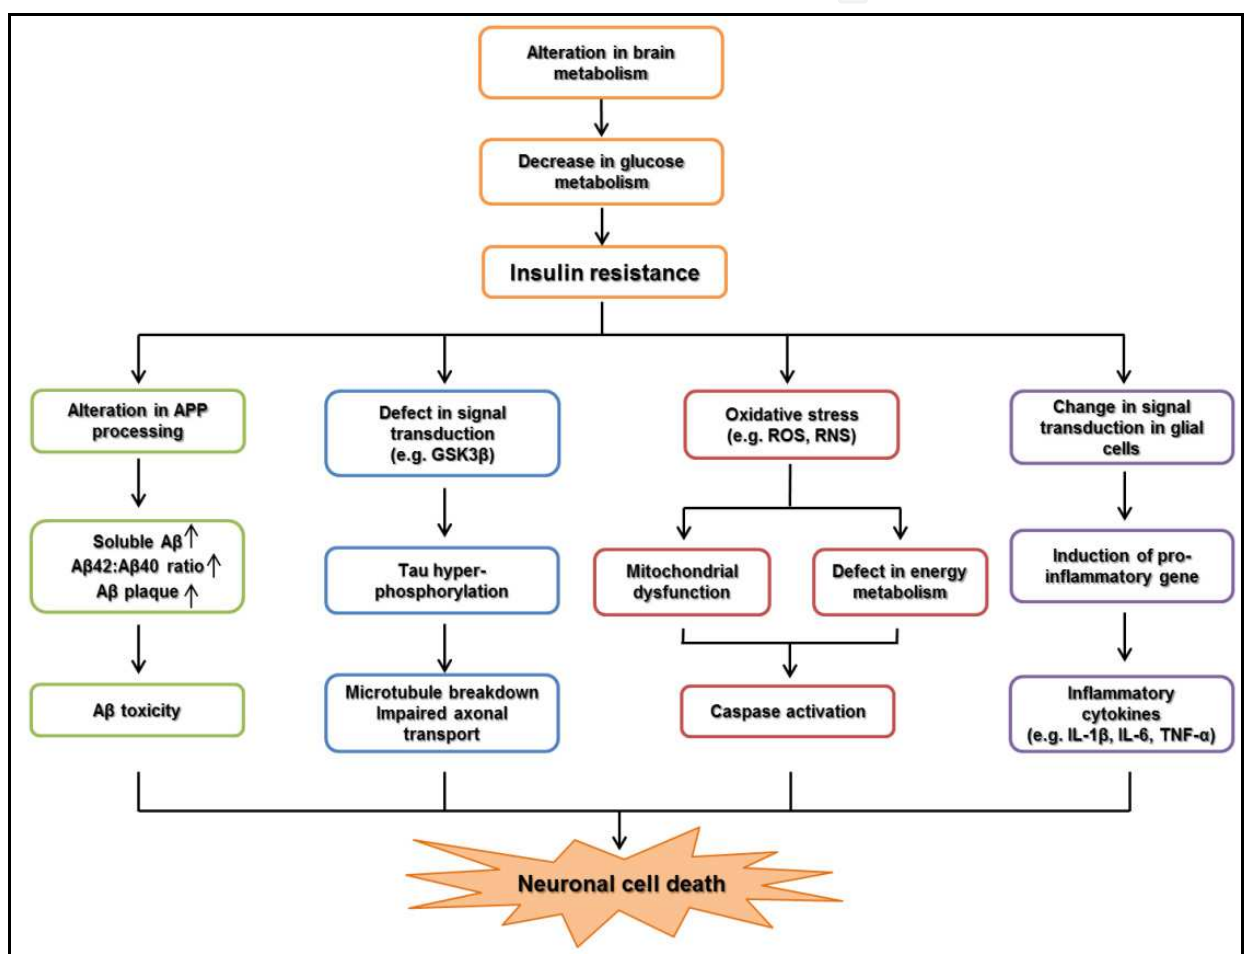 Alteration in brain
metabolism
Decrease in glucose
metabolism
Insulin resistance
Alteration in APP
processing
Defect in signal
transduction
(e.g. GSK3β)
Oxidative stress
(e.g. ROS, RNS)
Change in signal
transduction in glial
cells
Soluble Aβ↑
Aβ42:Aβ40 ratio↑
Aβ plaque ↑
Tau hyper-
phosphorylation
Mitochondrial
dysfunction
Defect in energy
metabolism
Induction of pro-
inflammatory gene
Aβ toxicity
Microtubule breakdown
Impaired axonal
transport
Caspase activation
Inflammatory
cytokines
(e.g. IL-1β, IL-6, TNF-α)
Neuronal cell death